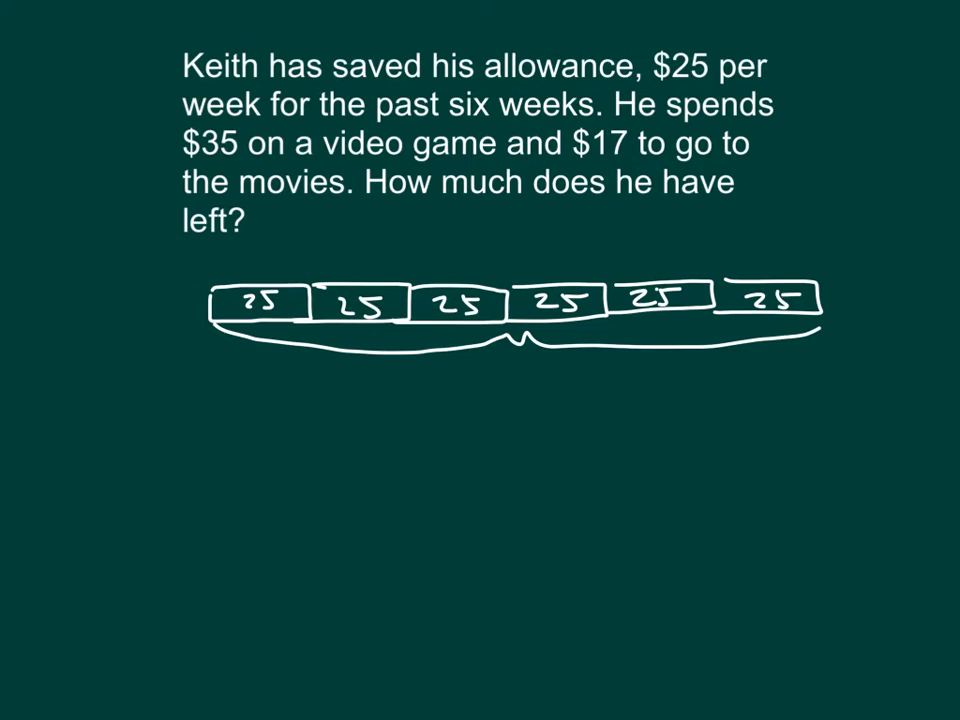 Keith has saved his allowance, $25 per
week for the past six weeks. He spends
$35 on a video game and $17 to go to
the movies. How much does he have
left?
25 25 25 25 25 25